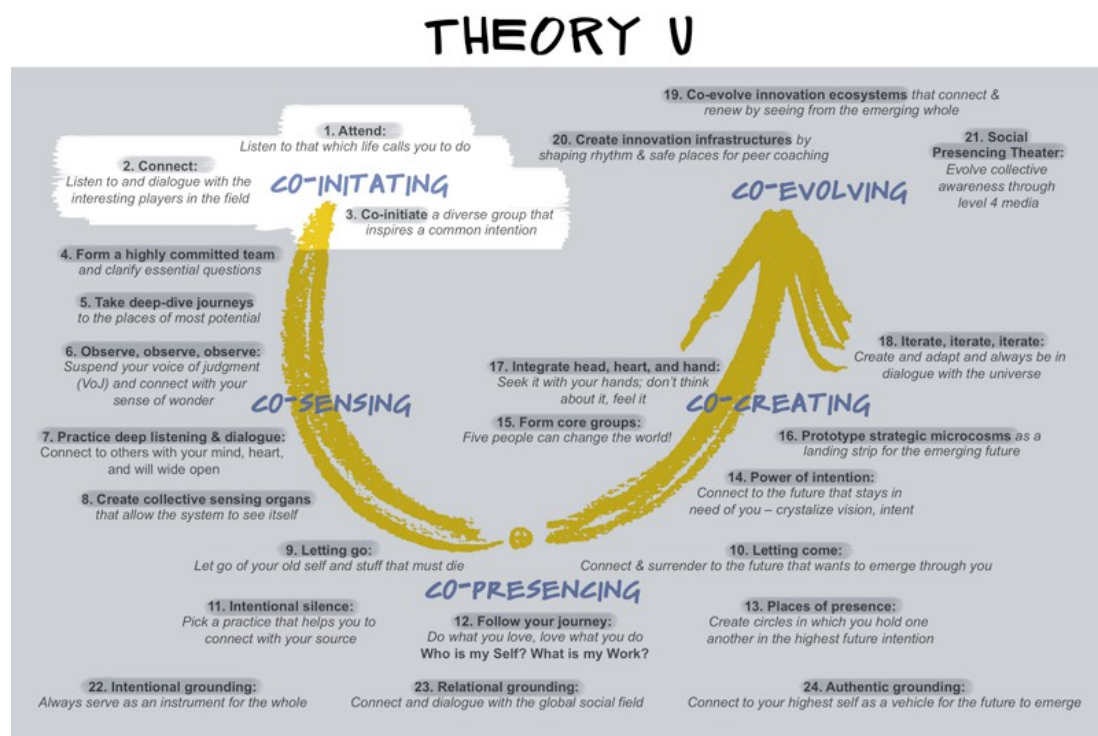 THEORY U
19. Co-evolve innovation ecosystems that connect &
renew by seeing from the emerging whole
1. Attend:
Listen to that which life calls you to do
20. Create innovation infrastructures by
shaping rhythm & safe places for peer coaching
21. Social
Presencing Theater:
Evolve collective
awareness through
level 4 media
2. Connect:
Listen to and dialogue with the
interesting players in the field
CO-INITATING
CO-EVOLVING
3. Co-initiate a diverse group that
inspires a common intention
4. Form a highly committed team
and clarify essential questions
5. Take deep-dive journeys
to the places of most potential
6. Observe, observe, observe:
Suspend your voice of judgment
(VoJ) and connect with your
sense of wonder
CO-SENSING
18. Iterate, iterate, iterate:
Create and adapt and always be in
dialogue with the universe
17. Integrate head, heart, and hand:
Seek it with your hands; don't think
about it, feel it
CO-CREATING
15. Form core groups:
Five people can change the world!
16. Prototype strategic microcosms as a
landing strip for the emerging future
7. Practice deep listening & dialogue:
Connect to others with your mind, heart,
and will wide open
14. Power of intention:
Connect to the future that stays in
need of you – crystalize vision, intent
8. Create collective sensing organs
that allow the system to see itself
9. Letting go:
Let go of your old self and stuff that must die
10. Letting come:
Connect & surrender to the future that wants to emerge through you
CO-PRESENCING
11. Intentional silence:
Pick a practice that helps you to
connect with your source
12. Follow your journey:
Do what you love, love what you do
Who is my Self? What is my Work?
13. Places of presence:
Create circles in which you hold one
another in the highest future intention
22. Intentional grounding:
Always serve as an instrument for the whole
23. Relational grounding:
Connect and dialogue with the global social field
24. Authentic grounding:
Connect to your highest self as a vehicle for the future to emerge